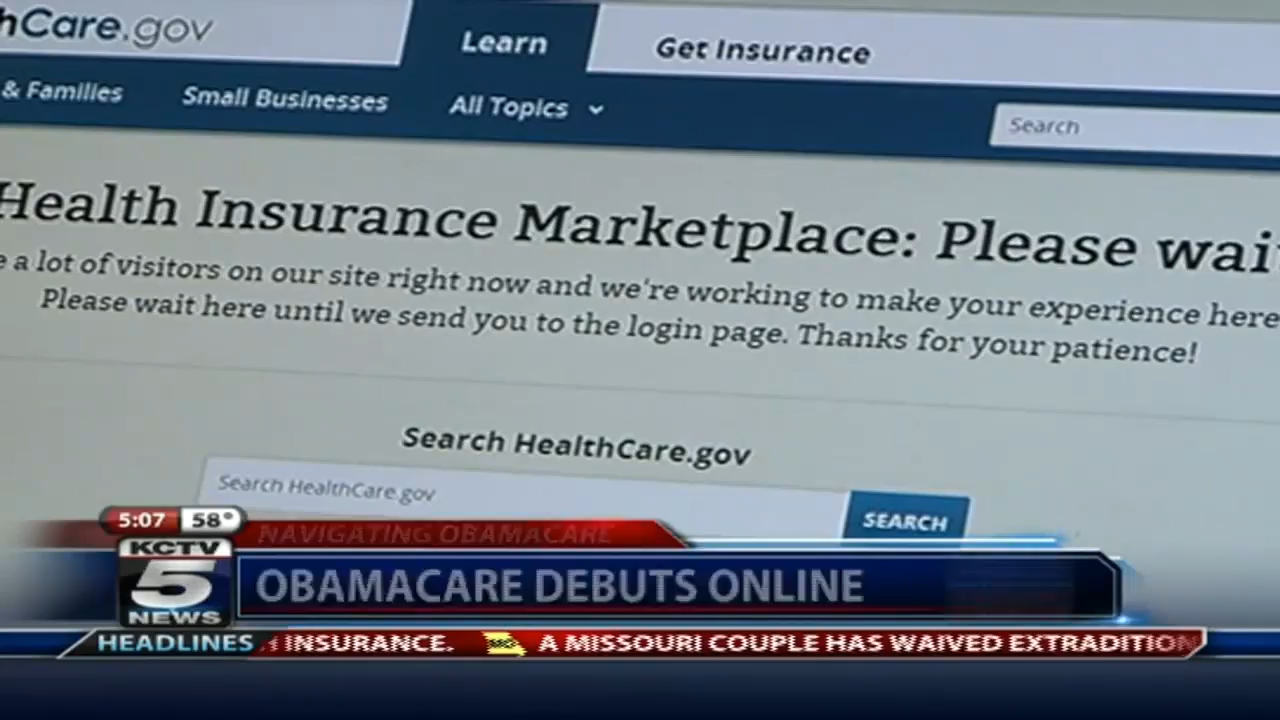 hCare.gov
Learn
Get Insurance
& Families
Small Businesses
All Topics
Search
Health Insurance Marketplace: Please wai
e a lot of visitors on our site right now and we're working to make your experience here
Please wait here until we send you to the login page. Thanks for your patience!
Search HealthCare.gov
Search HealthCare.gov
SEARCH
5:07 58°
NAVIGATING OBAMACARE
KCTV
5
NEWS
OBAMACARE DEBUTS ONLINE
HEADLINES
INSURANCE. A MISSOURI COUPLE HAS WAIVED EXTRADITION